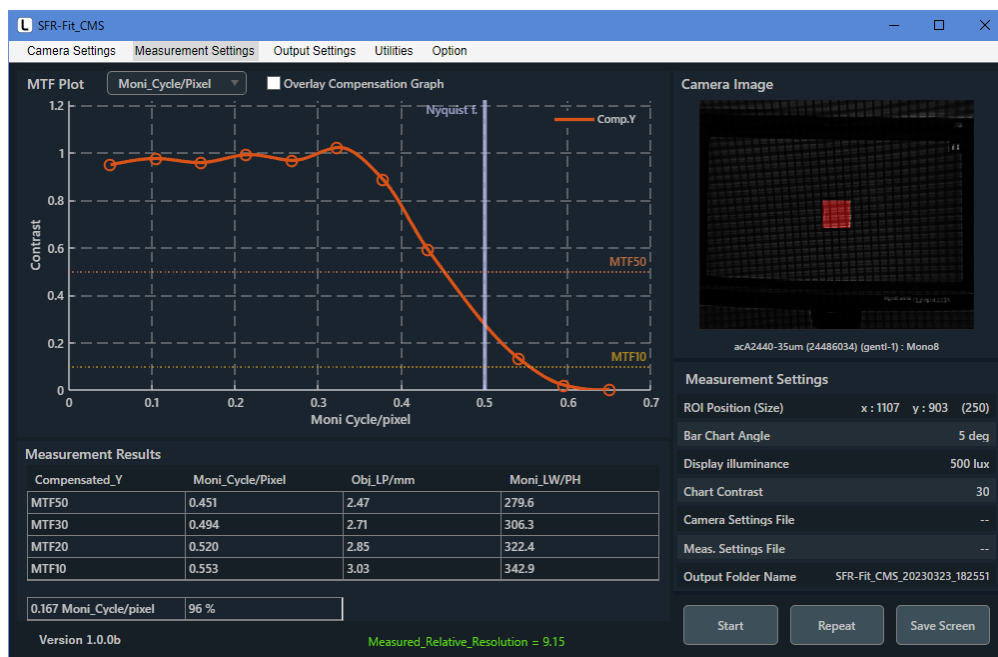 L SFR-Fit_CMS
Camera Settings Measurement Settings Output Settings Utilities Option
MTF Plot Moni_Cycle/Pixel Overlay Compensation Graph
Nyquist f.
Comp.Y
1.2
1
0.8
0.6
0.4
0.2
0
Contrast
MTF50
MTF10
0 0.1 0.2 0.3 0.4 0.5 0.6 0.7
Moni Cycle/pixel
Measurement Results
Compensated_Y Moni_Cycle/Pixel Obj_LP/mm Moni_LW/PH
MTF50 0.451 2.47 279.6
MTF30 0.494 2.71 306.3
MTF20 0.520 2.85 322.4
MTF10 0.553 3.03 342.9
0.167 Moni_Cycle/pixel 96 %
Version 1.0.0b
Measured_Relative_Resolution = 9.15
Camera Image
acA2440-35um (24486034) (gentl-1) : Mono8
Measurement Settings
ROI Position (Size) x : 1107 y : 903 (250)
Bar Chart Angle 5 deg
Display illuminance 500 lux
Chart Contrast 30
Camera Settings File --
Meas. Settings File --
Output Folder Name SFR-Fit_CMS_20230323_182551
Start Repeat Save Screen